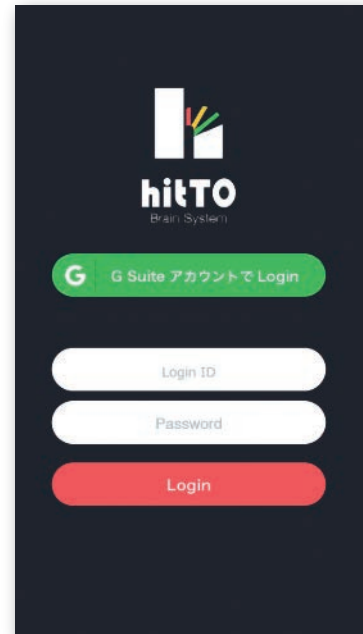 hitTO
Brain System
G G Suite アカウントで Login
Login ID
Password
Login